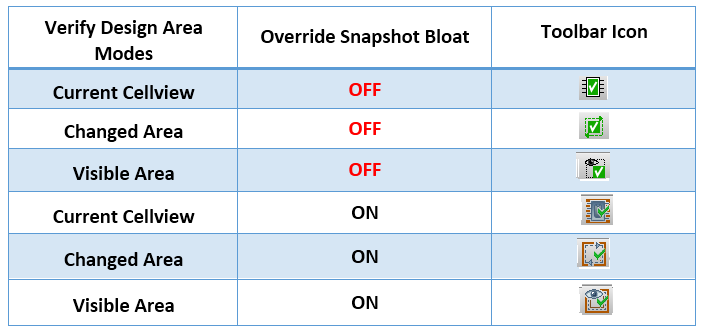 Verify Design Area Modes
Override Snapshot Bloat
Toolbar Icon
Current Cellview
OFF
Changed Area
OFF
Visible Area
OFF
Current Cellview
ON
Changed Area
ON
Visible Area
ON